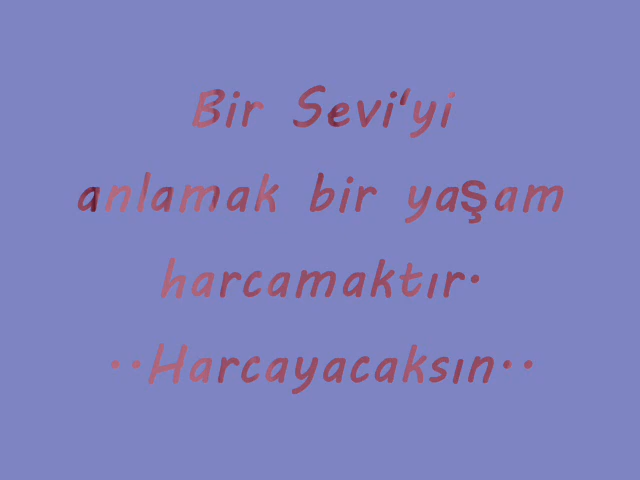 Bir Sevi'yi
anlamak bir yaşam
harcamaktır.
..Harcayacaksın..